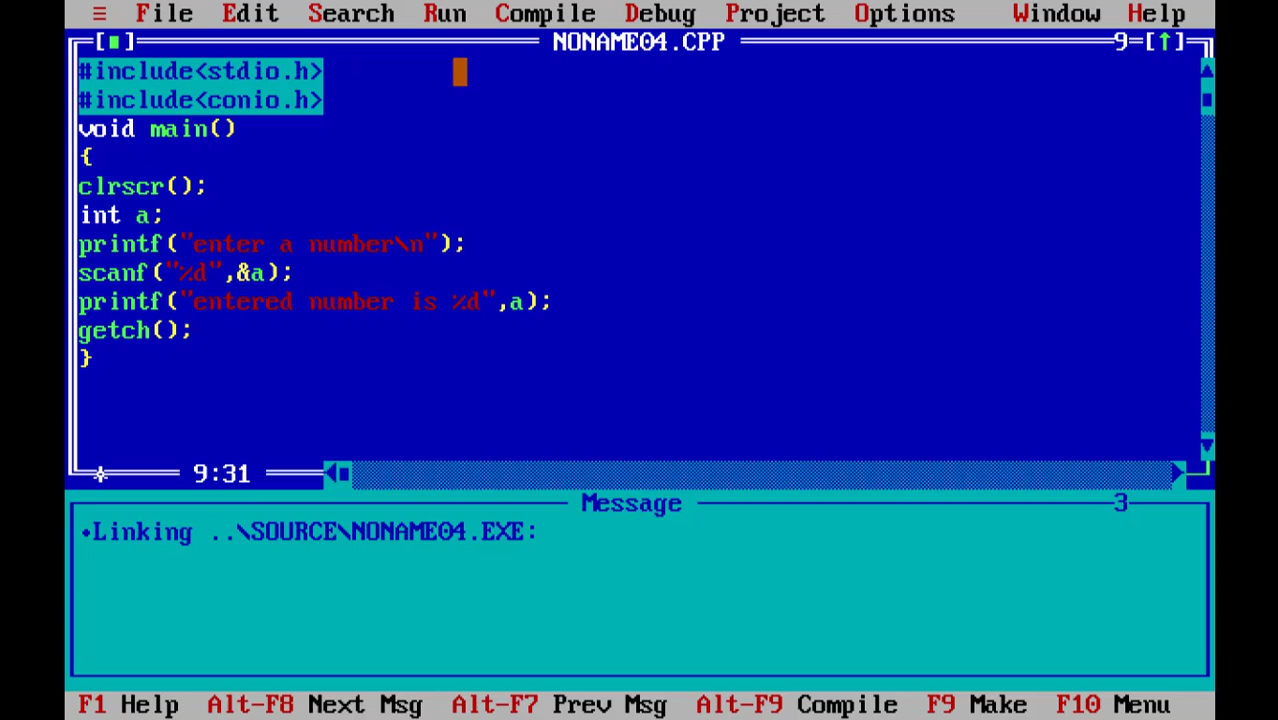 ≡ File Edit Search Run Compile Debug Project Options Window Help
[■] NONAME04.CPP 9=[↑]
#include<stdio.h>
#include<conio.h>
void main()
{
clrscr();
int a;
printf("enter a number\n");
scanf("%d",&a);
printf("entered number is %d",a);
getch();
}
9:31
Message 3
•Linking ..\SOURCE\NONAME04.EXE:
F1 Help Alt-F8 Next Msg Alt-F7 Prev Msg Alt-F9 Compile F9 Make F10 Menu